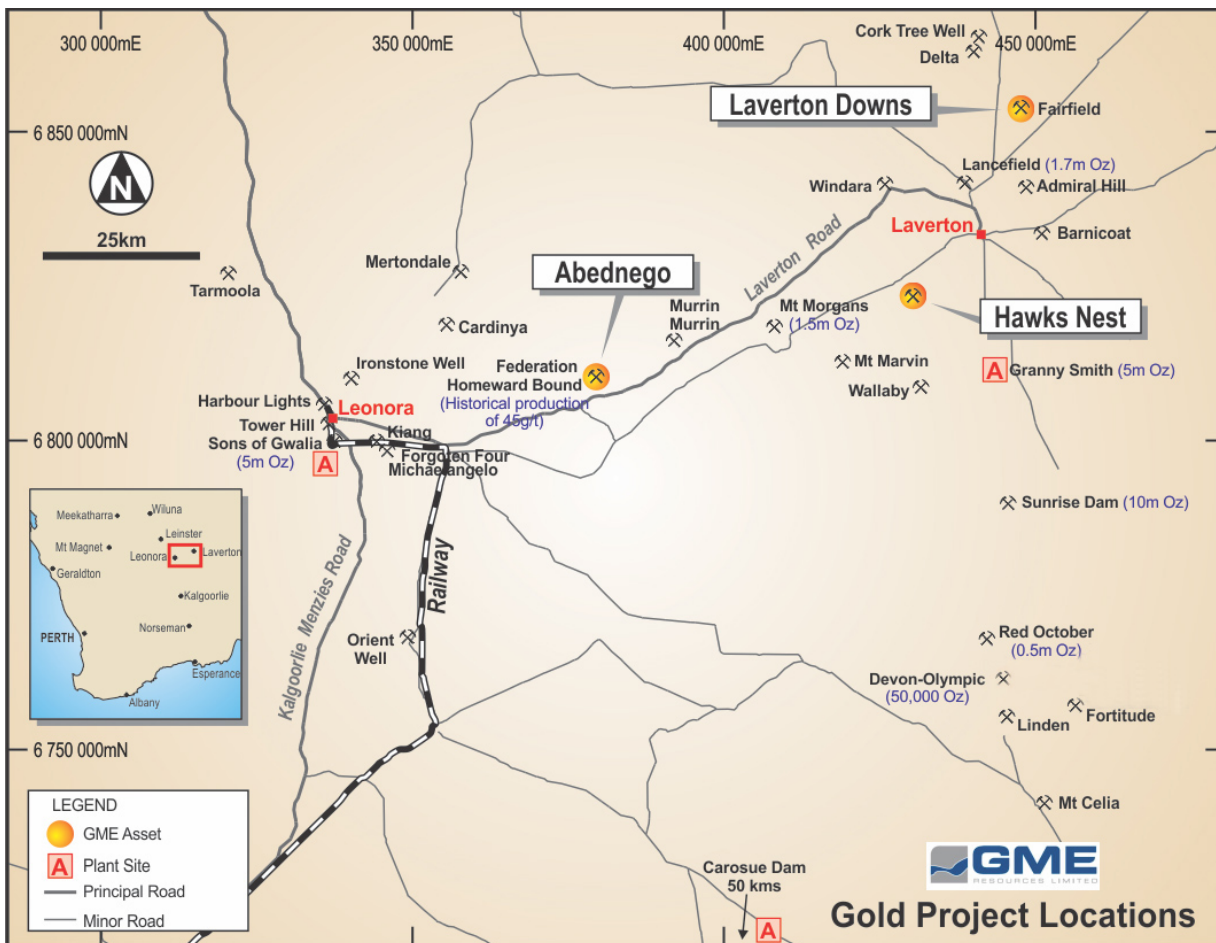 300 000mE
350 000mE
400 000mE
450 000mE
Cork Tree Well
Delta
Laverton Downs
Fairfield
6 850 000mN
N
25km
Lancefield (1.7m Oz)
Windara
Admiral Hill
Laverton
Barnicoat
Laverton Road
Mertondale
Tarmoola
Abednego
Murrin
Murrin
Mt Morgans
(1.5m Oz)
Hawks Nest
Cardinya
Ironstone Well
Federation
Homeward Bound
(Historical production
of 45g/t)
Mt Marvin
Wallaby
A
Granny Smith (5m Oz)
Harbour Lights
Leonora
Tower Hill
Sons of Gwalia
(5m Oz)
A
Kiang
Forgoten Four
Michaelangelo
6 800 000mN
Sunrise Dam (10m Oz)
Meekatharra
Wiluna
Leinster
Mt Magnet
Leonora
Laverton
Geraldton
Kalgoorlie
Norseman
PERTH
Esperance
Albany
Kalgoorlie Menzies Road
Railway
Orient
Well
Red October
(0.5m Oz)
Devon-Olympic
(50,000 Oz)
Linden
Fortitude
6 750 000mN
Mt Celia
LEGEND
GME Asset
A
Plant Site
Principal Road
Minor Road
Carosue Dam
50 kms
A
GME
RESOURCES LIMITED
Gold Project Locations